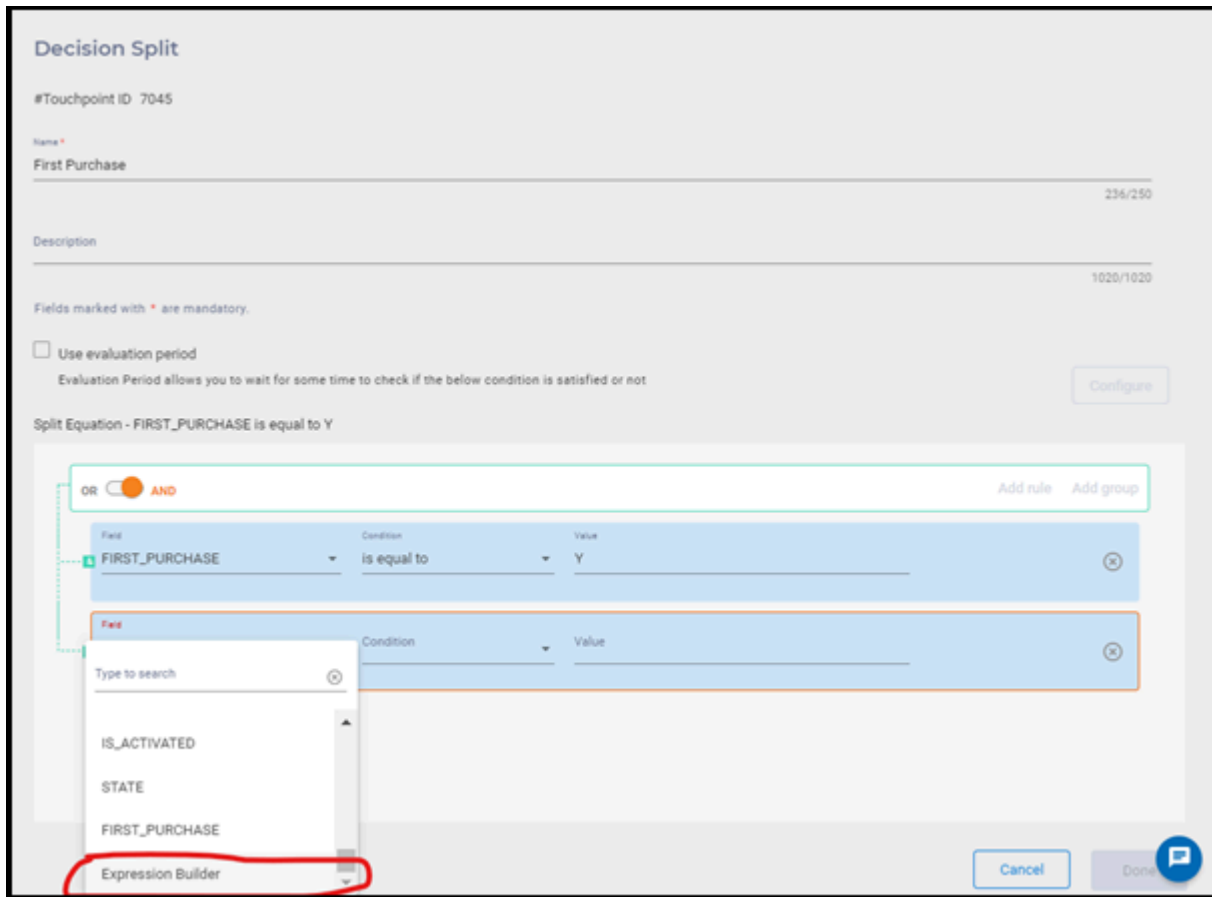 Decision Split
#Touchpoint ID 7045
Name *
First Purchase
236/250
Description
1020/1020
Fields marked with * are mandatory.
Use evaluation period
Evaluation Period allows you to wait for some time to check if the below condition is satisfied or not
Configure
Split Equation - FIRST_PURCHASE is equal to Y
OR AND Add rule Add group
Field Condition Value
FIRST_PURCHASE is equal to Y
Field
Condition Value
Type to search
IS_ACTIVATED
STATE
FIRST_PURCHASE
Expression Builder
Cancel Done